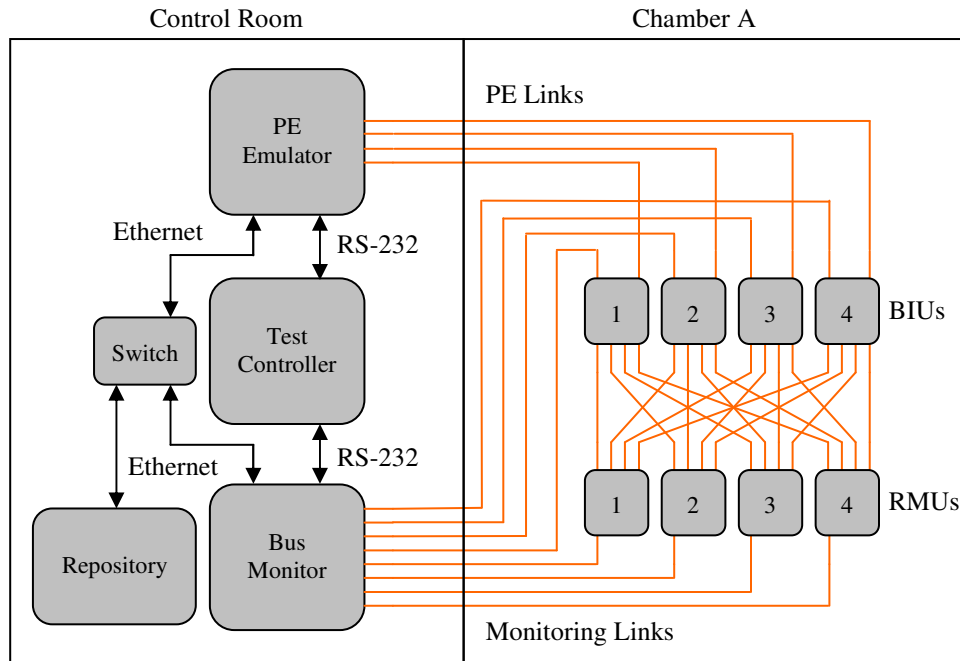 Control Room
Chamber A
PE Links
PE
Emulator
Ethernet
RS-232
Switch
Test
Controller
1
2
3
4
BIUs
Ethernet
RS-232
Repository
Bus
Monitor
1
2
3
4
RMUs
Monitoring Links